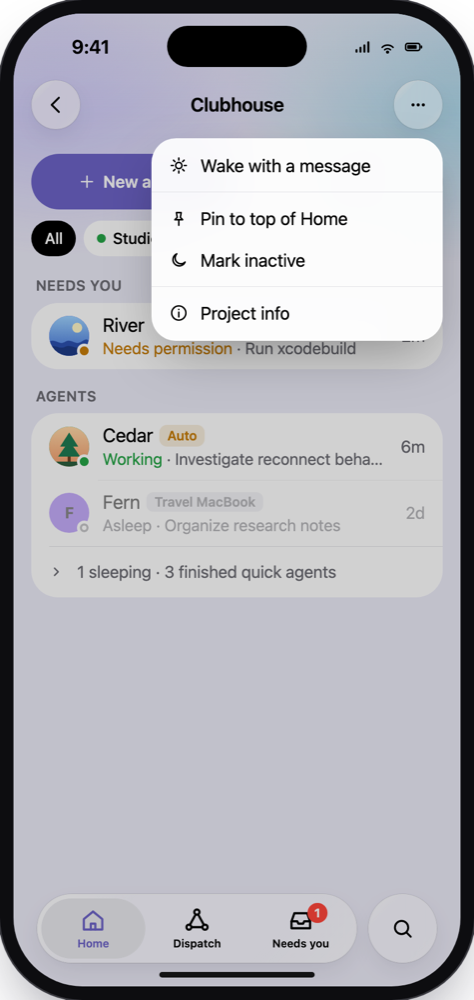 9:41
Clubhouse
Wake with a message
New a
Pin to top of Home
All
Studi
Mark inactive
NEEDS YOU
Project info
River
Needs permission · Run xcodebuild
AGENTS
Cedar Auto
6m
Working · Investigate reconnect beha...
F
Fern Travel MacBook
2d
Asleep · Organize research notes
1 sleeping · 3 finished quick agents
1
Home
Dispatch
Needs you